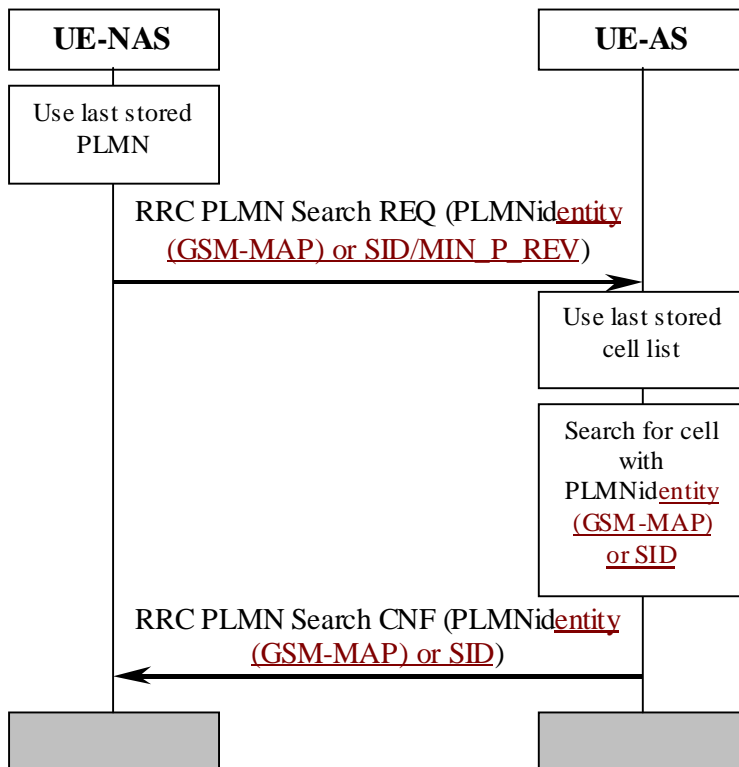 UE-NAS
UE-AS
Use last stored
PLMN
RRC PLMN Search REQ (PLMNidentity
(GSM-MAP) or SID/MIN_P_REV)
Use last stored
cell list
Search for cell
with
PLMNidentity
(GSM-MAP)
or SID
RRC PLMN Search CNF (PLMNidentity
(GSM-MAP) or SID)